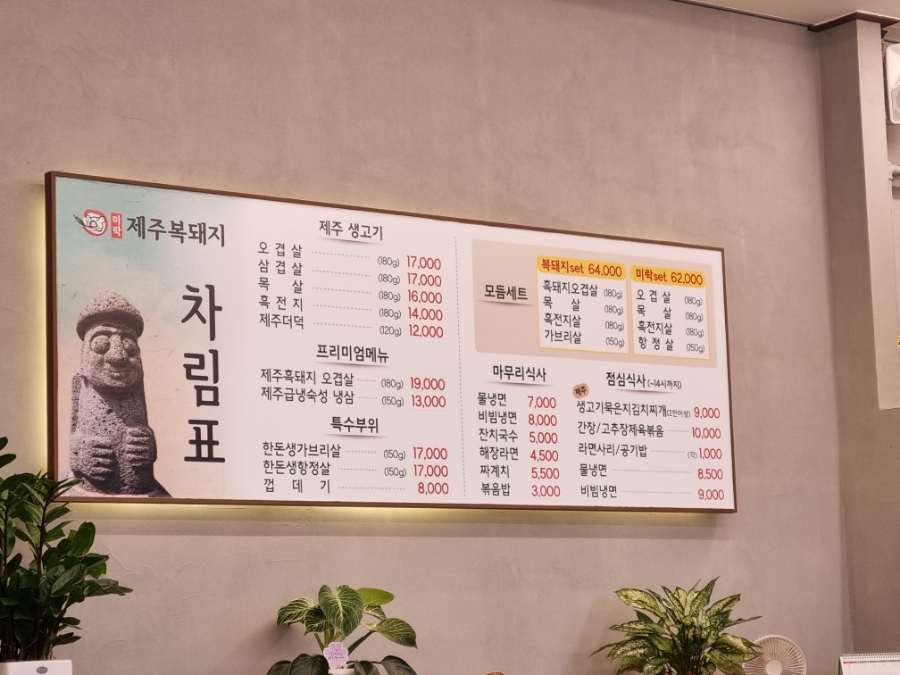 미락 제주복돼지
차림표
제주 생고기
오겹살 (180g) 17,000
삼겹살 (180g) 17,000
목살 (180g) 16,000
흑전지 (180g) 14,000
제주더덕 (120g) 12,000
프리미엄메뉴
제주흑돼지 오겹살 (180g) 19,000
제주급냉숙성 냉삼 (150g) 13,000
특수부위
한돈생가브리살 (150g) 17,000
한돈생항정살 (150g) 17,000
껍데기 8,000
모듬세트
복돼지set 64,000
흑돼지오겹살 (180g)
목살 (180g)
흑전지살 (180g)
가브리살 (150g)
미락set 62,000
오겹살 (180g)
목살 (180g)
흑전지살 (180g)
항정살 (150g)
마무리식사
물냉면 7,000
비빔냉면 8,000
잔치국수 5,000
해장라면 4,500
짜계치 5,500
볶음밥 3,000
점심식사 (~14시까지)
제주
생고기묵은지김치찌개(2인이상) 9,000
간장/고추장제육볶음 10,000
라면사리/공기밥 (각) 1,000
물냉면 8,500
비빔냉면 9,000